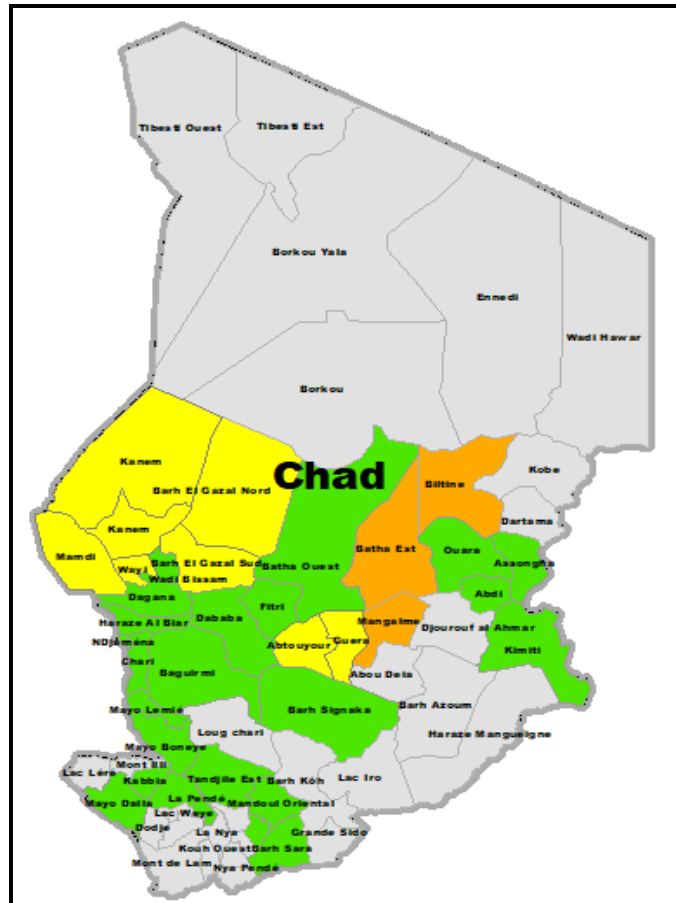 Tibesti Ouest
Tibesti Est
Borkou Yala
Ennedi
Wadi Hawar
Borkou
Kanem
Chad
Kobe
Barh El Gazal Nord
Biltine
Kanem
Dartama
Mamdi
Batha Est
Ouara
Assongha
Barh El Gazal Sud
Wayi
Batha Ouest
Wadi Bissam
Abdi
Dagana
Fitri
Dababa
Haraze Al Biar
Mangalme
Djourouf al Ahmar
NDjaména
Abtouyour
Guera
Kimiti
Chari
Baguirmi
Abou Deia
Barh Azoum
Mayo Lemié
Barh Signaka
Loug chari
Haraze Mangueigne
Mayo Boneye
Mont Illi
Lac Léré
Kabbia
Tandjile Est
Barh Kôh
Lac Iro
Mayo Dalla
La Pendé
Mandoul Oriental
Lac Weye
Dodje
La Nya
Grande Sido
Kouh Ouest
Barh Sara
Mont de Lam
Nya Pendé